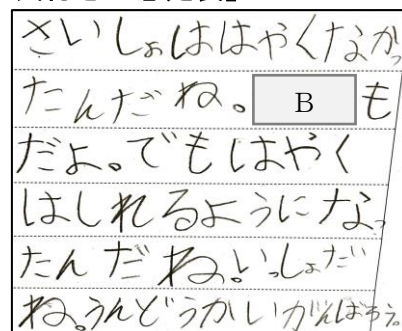 さいしょははやくなかっ
たんだね。 B も
だよ。でもはやく
はしれるようになっ
たんだね。いっしょだ
ね。うんどうかいがんばろう。